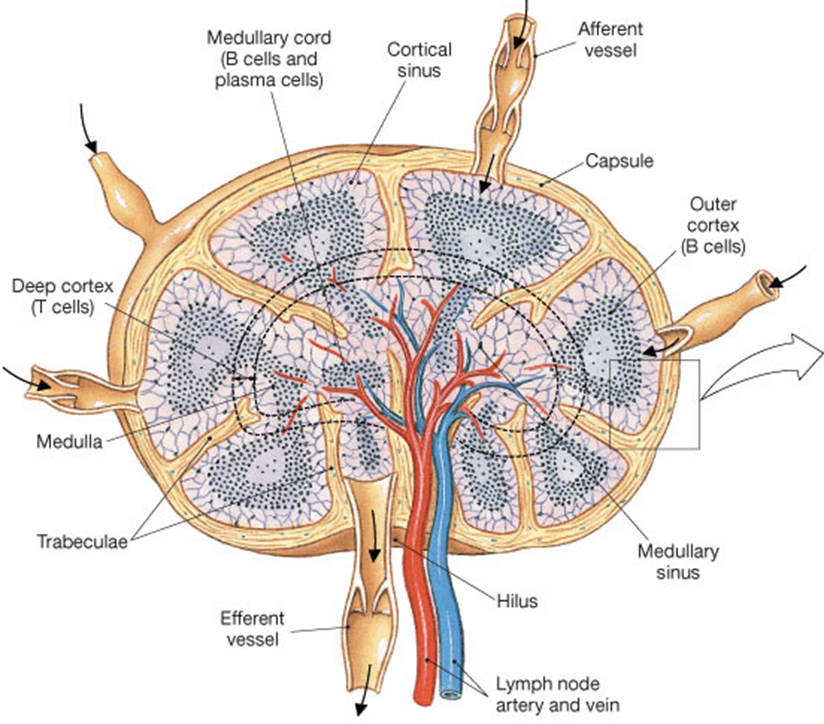 Medullary cord
(B cells and
plasma cells)
Cortical
sinus
Afferent
vessel
Capsule
Outer
cortex
(B cells)
Deep cortex
(T cells)
Medulla
Trabeculae
Efferent
vessel
Hilus
Medullary
sinus
Lymph node
artery and vein